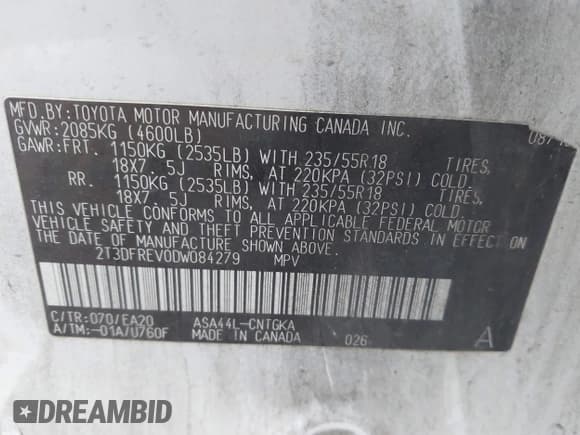 MFD.BY:TOYOTA MOTOR MANUFACTURING CANADA INC.
GVWR:2085KG (4600LB)
GAWR:FRT. 1150KG (2535LB) WITH 235/55R18 TIRES,
18X7. 5J RIMS, AT 220KPA (32PSI) COLD.
RR. 1150KG (2535LB) WITH 235/55R18 TIRES,
18X7. 5J RIMS, AT 220KPA (32PSI) COLD.
THIS VEHICLE CONFORMS TO ALL APPLICABLE FEDERAL MOTOR
VEHICLE SAFETY AND THEFT PREVENTION STANDARDS IN EFFECT ON
THE DATE OF MANUFACTURE SHOWN ABOVE.
2T3DFREV0DW084279 MPV
C/TR:070/EA20 ASA44L-CNTGKA
A/TM:-01A/U760F MADE IN CANADA 026 A
DREAMBID